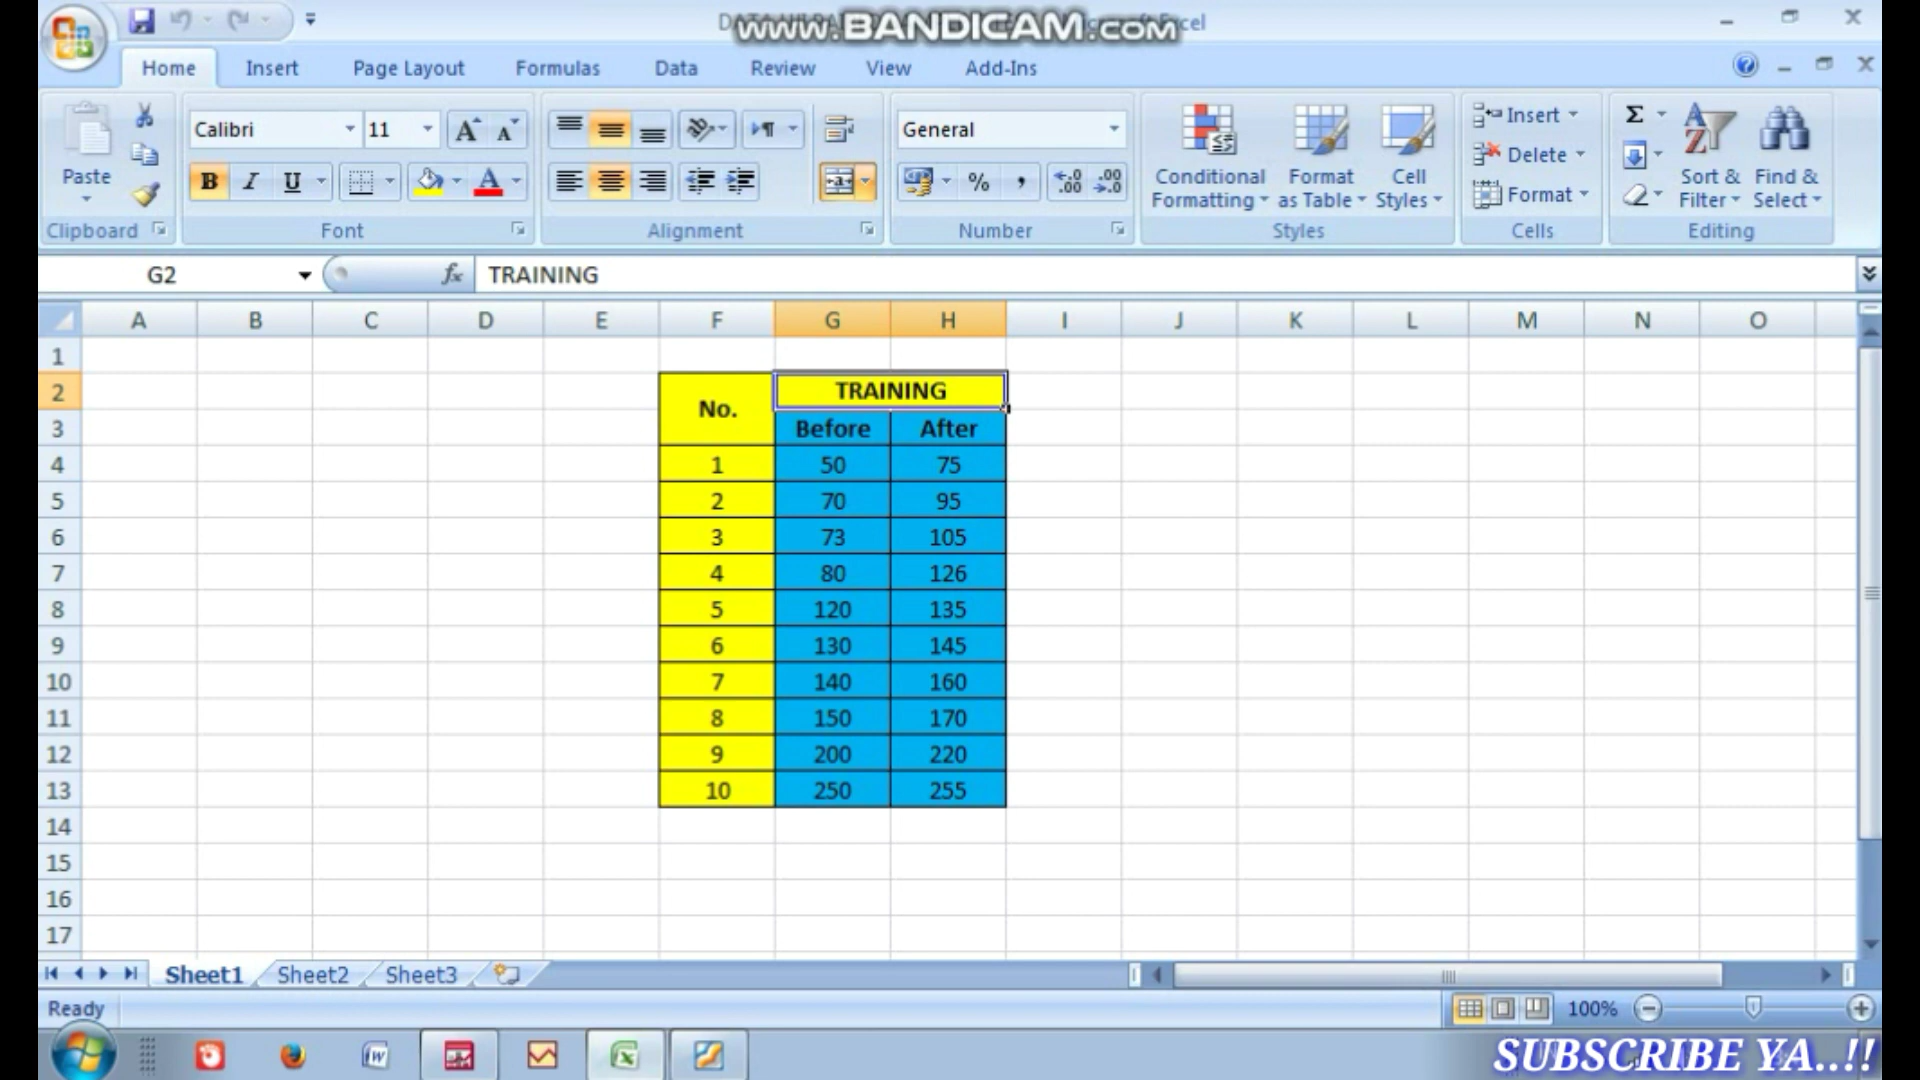 www.BANDICAM.com
Excel
Home Insert Page Layout Formulas Data Review View Add-Ins
Paste
Clipboard
Calibri 11
B I U
Font
Alignment
General
% ,
Number
Conditional Formatting
Format as Table
Cell Styles
Styles
Insert
Delete
Format
Cells
Σ
Sort & Filter
Find & Select
Editing
G2 fx TRAINING
A B C D E F G H I J K L M N O
1
2 No. TRAINING
3 Before After
4 1 50 75
5 2 70 95
6 3 73 105
7 4 80 126
8 5 120 135
9 6 130 145
10 7 140 160
11 8 150 170
12 9 200 220
13 10 250 255
14
15
16
17
Sheet1 Sheet2 Sheet3
Ready 100%
SUBSCRIBE YA..!!